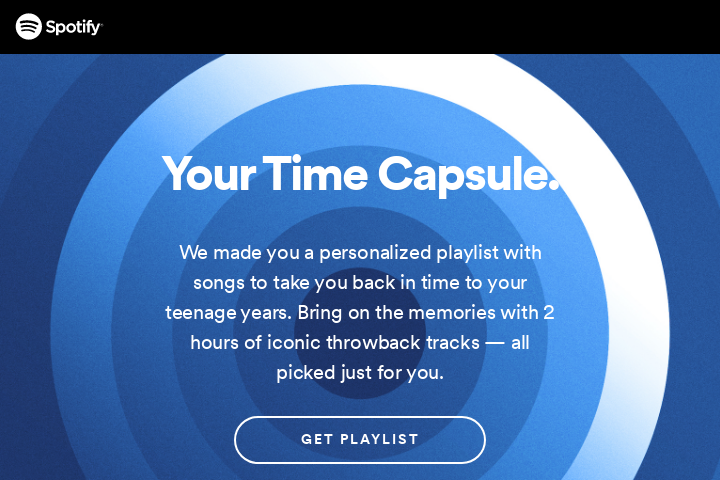 Spotify
Your Time Capsule.
We made you a personalized playlist with
songs to take you back in time to your
teenage years. Bring on the memories with 2
hours of iconic throwback tracks — all
picked just for you.
GET PLAYLIST